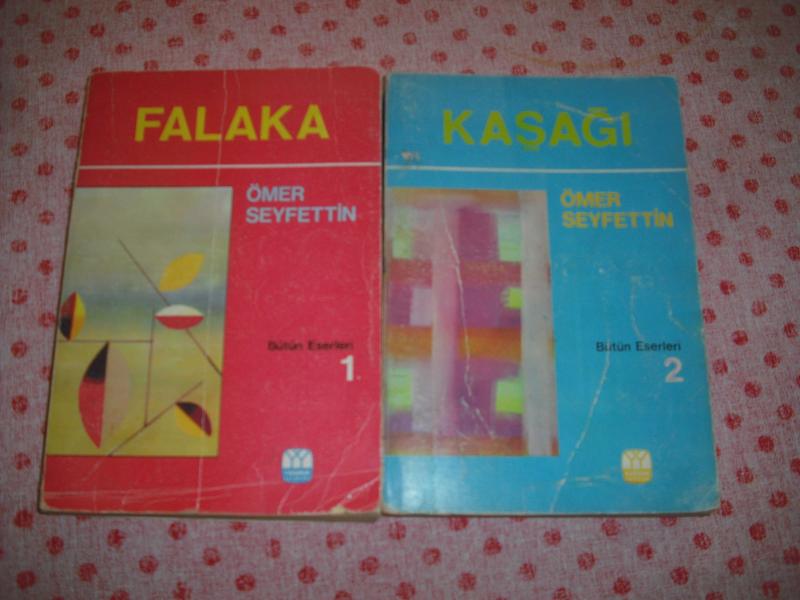 FALAKA
ÖMER
SEYFETTİN
Bütün Eserleri
1
KAŞAĞI
ÖMER
SEYFETTİN
Bütün Eserleri
2